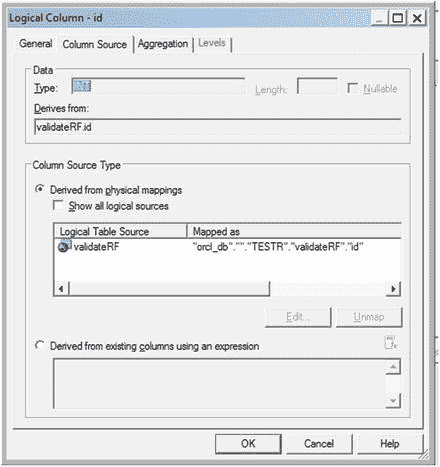 Logical Column - id
General Column Source Aggregation Levels
Data
Type: Length: Nullable
Derives from:
validateRF.id
Column Source Type
Derived from physical mappings
Show all logical sources
Logical Table Source Mapped as
validateRF "orcl_db"."".TESTR"."validateRF"."id"
Edit... Unmap
Derived from existing columns using an expression
OK Cancel Help